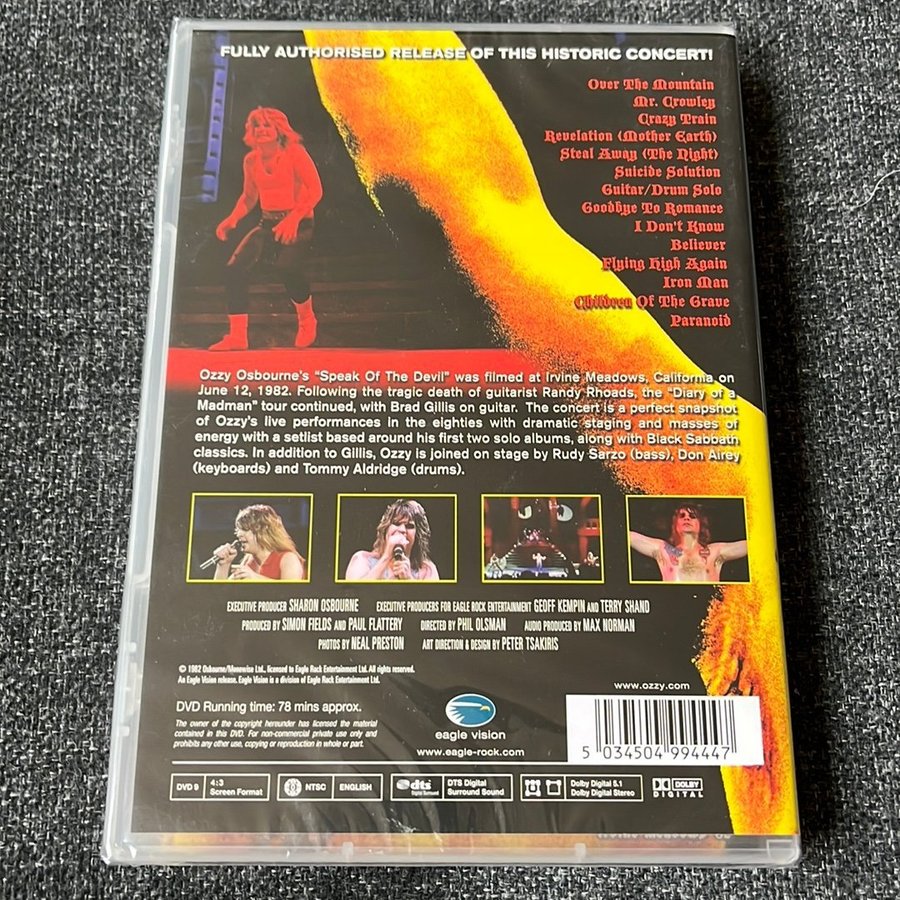 FULLY AUTHORISED RELEASE OF THIS HISTORIC CONCERT!
Over The Mountain
Mr. Crowley
Crazy Train
Revelation (Mother Earth)
Steal Away (The Night)
Suicide Solution
Guitar/Drum Solo
Goodbye To Romance
I Don't Know
Believer
Flying High Again
Iron Man
Children Of The Grave
Paranoid
Ozzy Osbourne's "Speak Of The Devil" was filmed at Irvine Meadows, California on
June 12, 1982. Following the tragic death of guitarist Randy Rhoads, the "Diary of a
Madman" tour continued, with Brad Gillis on guitar. The concert is a perfect snapshot
of Ozzy's live performances in the eighties with dramatic staging and masses of
energy with a setlist based around his first two solo albums, along with Black Sabbath
classics. In addition to Gillis, Ozzy is joined on stage by Rudy Sarzo (bass), Don Airey
(keyboards) and Tommy Aldridge (drums).
EXECUTIVE PRODUCER SHARON OSBOURNE EXECUTIVE PRODUCERS FOR EAGLE ROCK ENTERTAINMENT GEOFF KEMPIN AND TERRY SHAND
PRODUCED BY SIMON FIELDS AND PAUL FLATTERY DIRECTED BY PHIL OLSMAN AUDIO PRODUCED BY MAX NORMAN
PHOTOS BY NEAL PRESTON ART DIRECTION & DESIGN BY PETER TSAKIRIS
© 1982 Osbourne/Monowise Ltd., licensed to Eagle Rock Entertainment Ltd. All rights reserved.
An Eagle Vision release. Eagle Vision is a division of Eagle Rock Entertainment Ltd.
www.ozzy.com
DVD Running time: 78 mins approx.
The owner of the copyright hereunder has licensed the material
contained in this DVD. For non-commercial private use only and
prohibits any other use, copying or reproduction in whole or part.
eagle vision
www.eagle-rock.com
5 034504 994447
DVD 9
4:3
Screen Format
NTSC
ENGLISH
dts
Digital Surround
DTS Digital
Surround Sound
Dolby Digital 5.1
Dolby Digital Stereo
DOLBY
DIGITAL